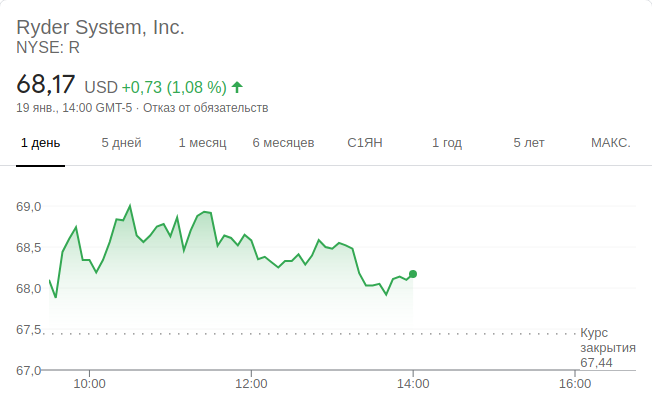 Ryder System, Inc.
NYSE: R
68,17 USD +0,73 (1,08 %)
19 янв., 14:00 GMT-5 · Отказ от обязательств
1 день 5 дней 1 месяц 6 месяцев С1ЯН 1 год 5 лет МАКС.
69,0
68,5
68,0
67,5
Курс
закрытия
67,44
67,0
10:00 12:00 14:00 16:00